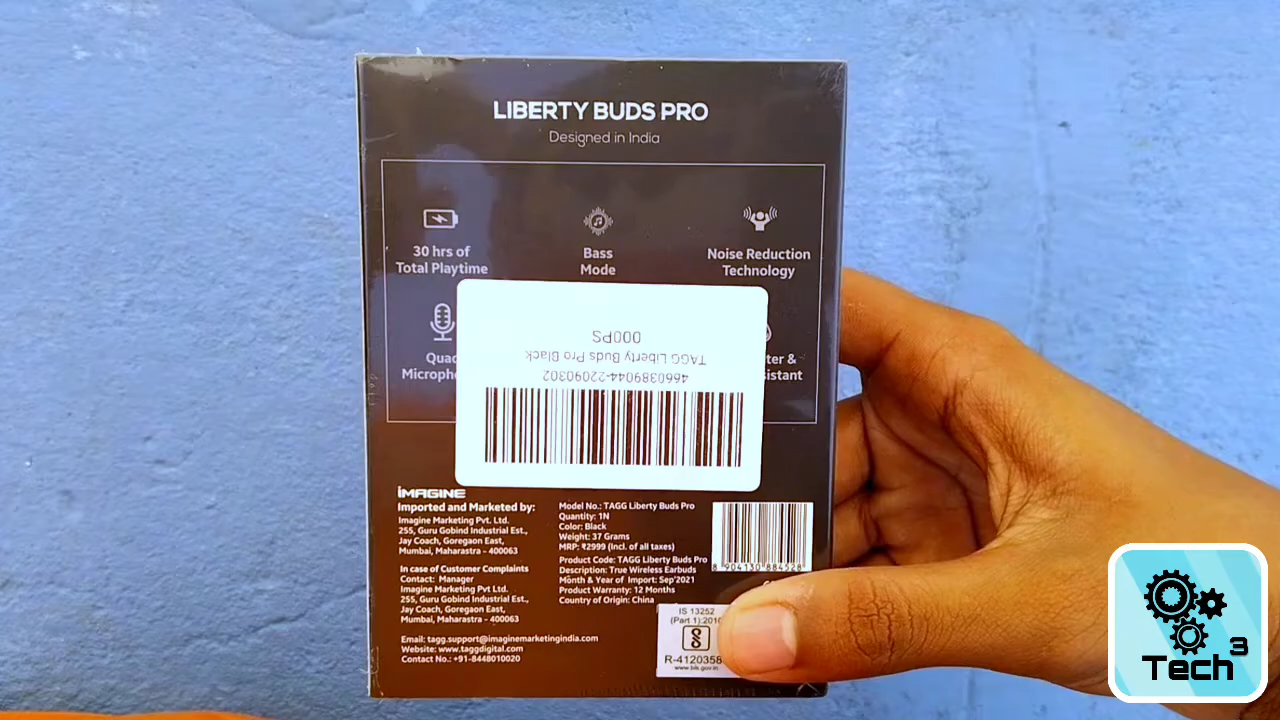 LIBERTY BUDS PRO
Designed in India
30 hrs of
Total Playtime
Bass
Mode
Noise Reduction
Technology
000PS
TAGG Liberty Buds Pro Black
4660389044-22090302
IMAGINE
Imported and Marketed by:
Imagine Marketing Pvt. Ltd.
255, Guru Gobind Industrial Est.,
Jay Coach, Goregaon East,
Mumbai, Maharastra - 400063
In case of Customer Complaints
Contact: Manager
Imagine Marketing Pvt Ltd.
255, Guru Gobind Industrial Est.,
Jay Coach, Goregaon East,
Mumbai, Maharastra - 400063
Email: tagg.support@imaginemarketingindia.com
Website: www.taggdigital.com
Contact No.: +91-8448010020
Model No.: TAGG Liberty Buds Pro
Quantity: 1N
Color: Black
Weight: 37 Grams
MRP: ₹2999 (Incl. of all taxes)
Product Code: TAGG Liberty Buds Pro
Description: True Wireless Earbuds
Month & Year of Import: Sep'2021
Product Warranty: 12 Months
Country of Origin: China
8 904130 884528
IS 13252
(Part 1):2010
R-4120358
www.bis.gov.in
Tech³